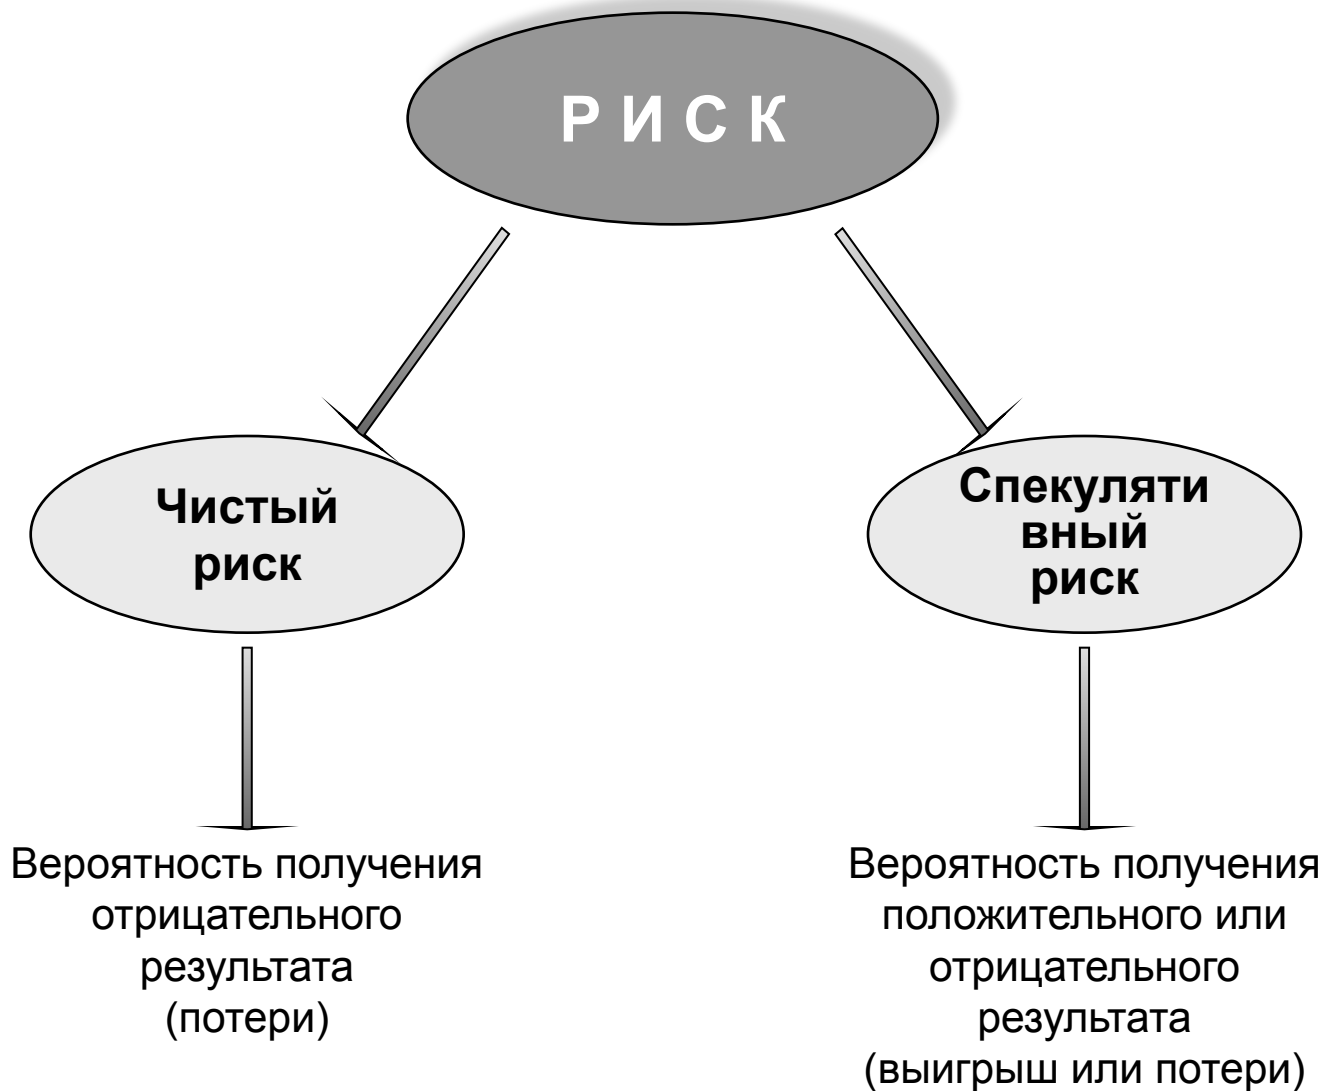 Р И С К
Чистый
риск
Спекуляти
вный
риск
Вероятность получения
отрицательного
результата
(потери)
Вероятность получения
положительного или
отрицательного
результата
(выигрыш или потери)